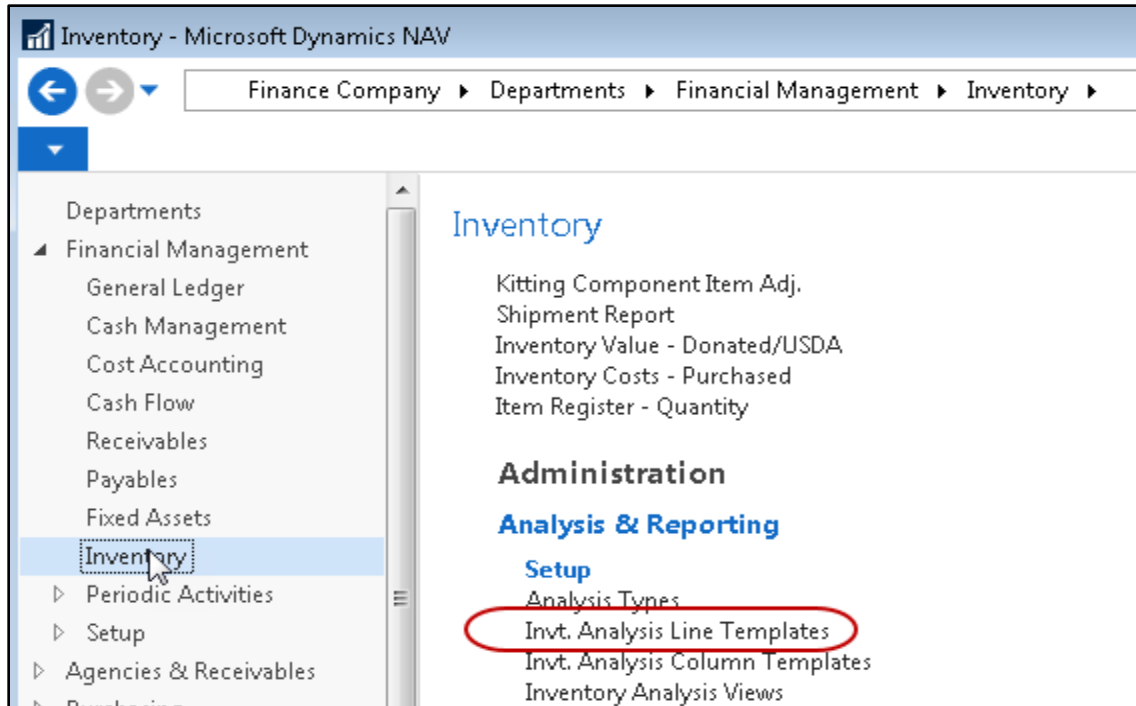 Inventory - Microsoft Dynamics NAV
Finance Company ▸ Departments ▸ Financial Management ▸ Inventory ▸
Departments
Financial Management
General Ledger
Cash Management
Cost Accounting
Cash Flow
Receivables
Payables
Fixed Assets
Inventory
Periodic Activities
Setup
Agencies & Receivables
Purchasing
Inventory
Kitting Component Item Adj.
Shipment Report
Inventory Value - Donated/USDA
Inventory Costs - Purchased
Item Register - Quantity
Administration
Analysis & Reporting
Setup
Analysis Types
Invt. Analysis Line Templates
Invt. Analysis Column Templates
Inventory Analysis Views